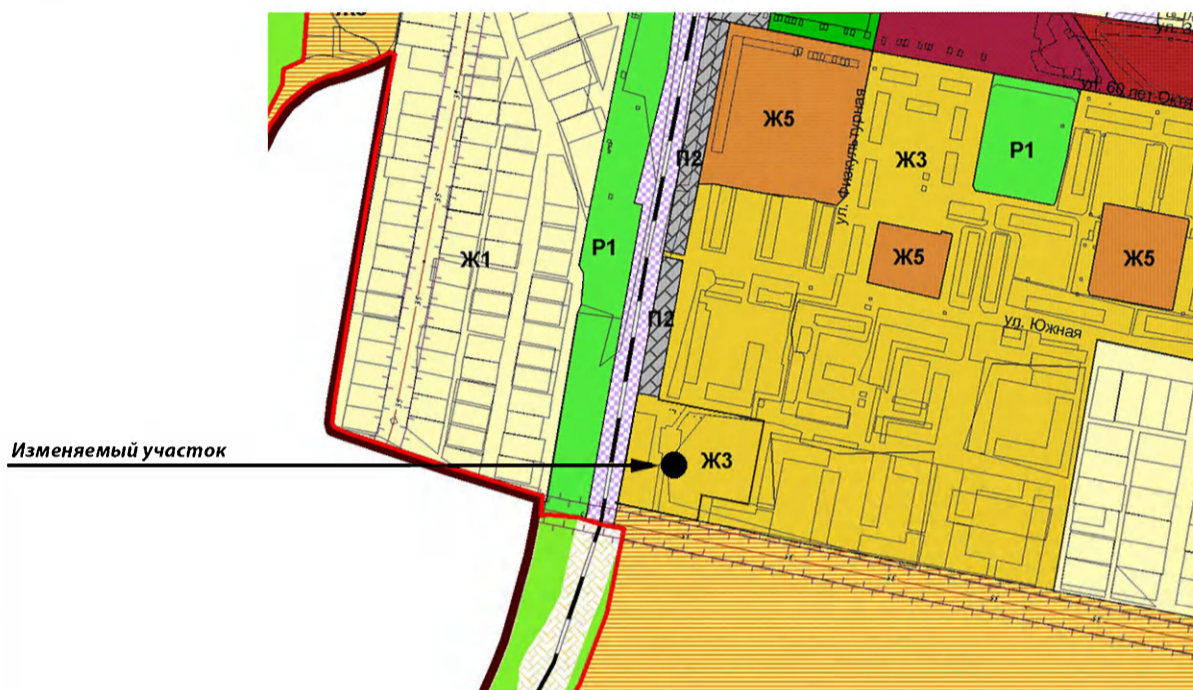 П2
Ж5
ул. Физкультурная
Ж3
Р1
ул. 60 лет Октя
Ж1
Р1
Ж5
Ж5
П2
ул. Южная
Изменяемый участок
Ж3